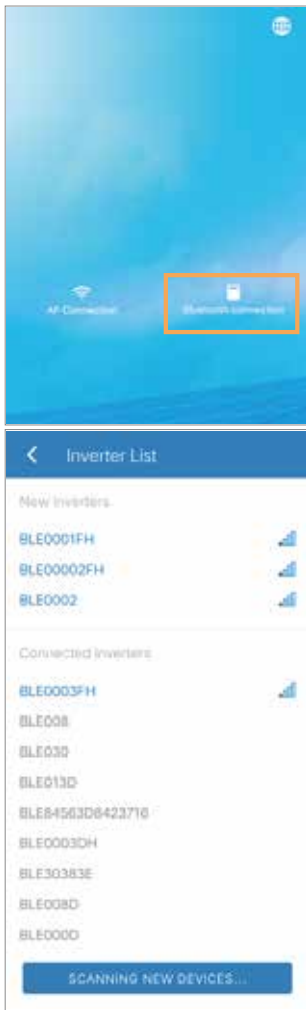 AP Connection
Bluetooth connection
Inverter List
New Inverters
BLE0001FH
BLE00002FH
BLE0002
Connected Inverters
BLE0003FH
BLE008
BLE030
BLE013D
BLE84563D8423716
BLE0003DH
BLE30383E
BLE008D
BLE000D
SCANNING NEW DEVICES...